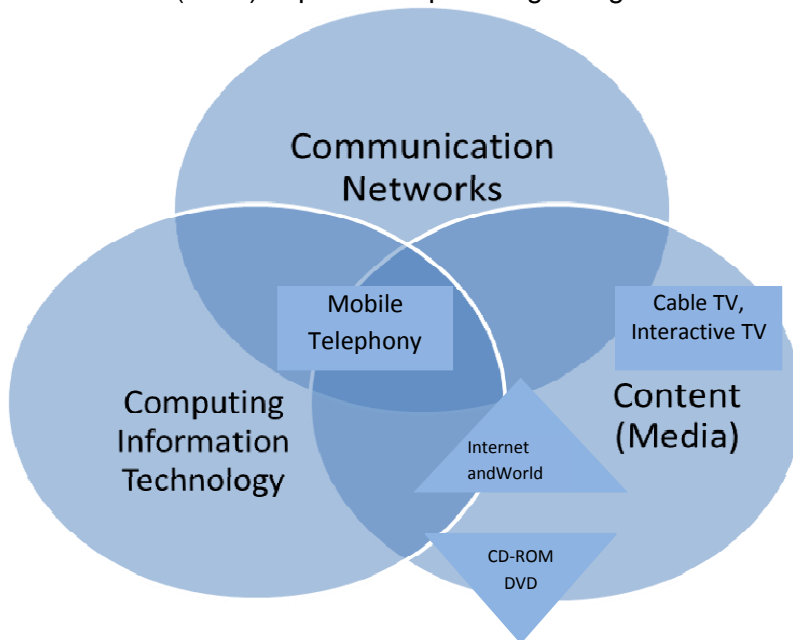 Communication
Networks
Mobile
Telephony
Cable TV,
Interactive TV
Computing
Information
Technology
Content
(Media)
Internet
andWorld
CD-ROM
DVD